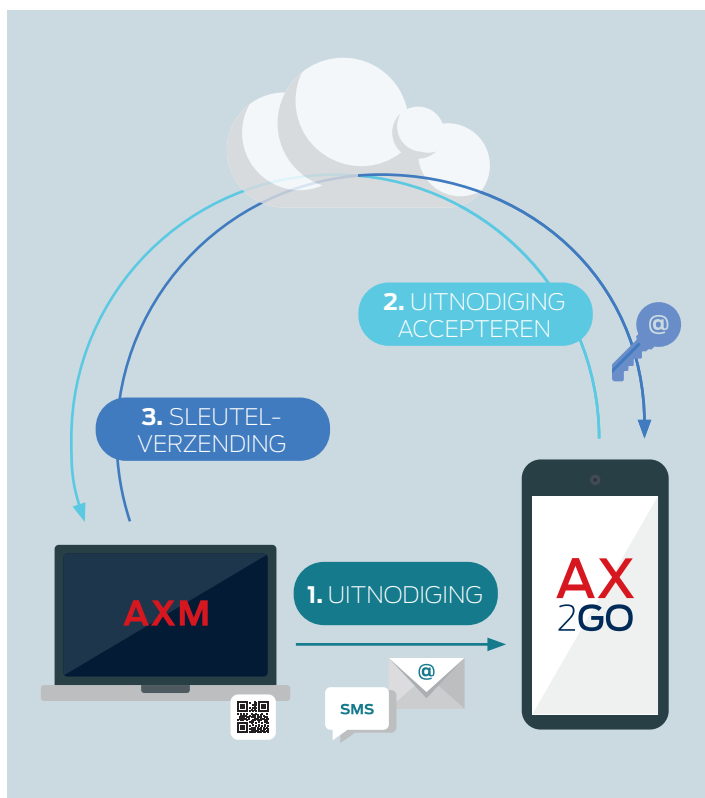 2. UITNODIGING
ACCEPTEREN
@
3. SLEUTEL-
VERZENDING
AXM
1. UITNODIGING
AX
2GO
@
SMS